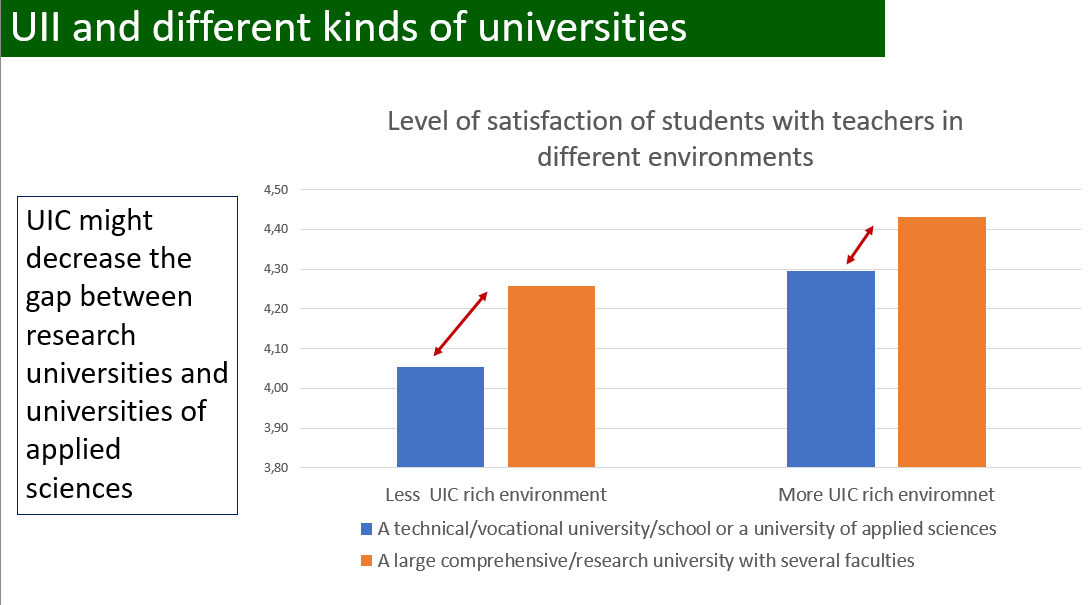 UII and different kinds of universities
Level of satisfaction of students with teachers in
different environments
UIC might
decrease the
gap between
research
universities and
universities of
applied
sciences
4,50
4,40
4,30
4,20
4,10
4,00
3,90
3,80
Less UIC rich environment
More UIC rich enviromnet
A technical/vocational university/school or a university of applied sciences
A large comprehensive/research university with several faculties